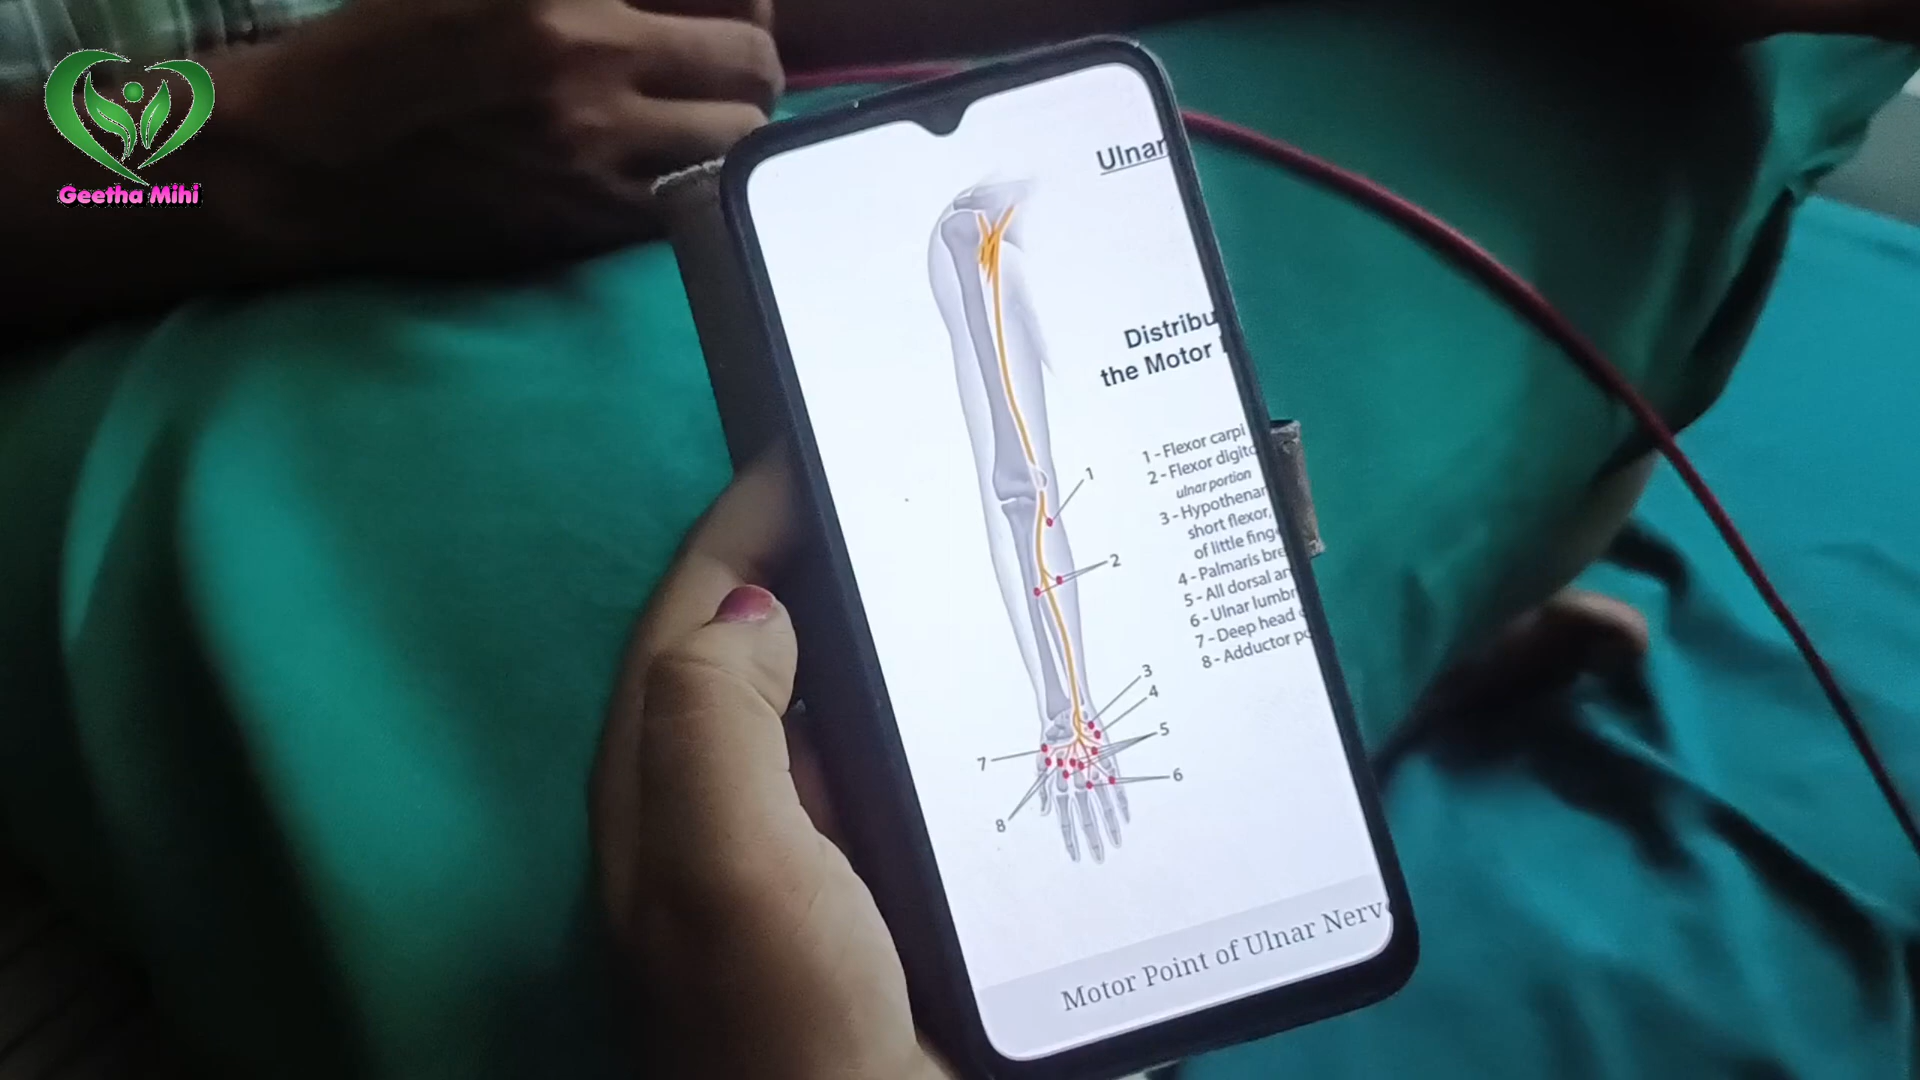 Geetha Mihi
Ulnar
Distribu
the Motor
1 - Flexor carpi
2 - Flexor digito
ulnar portion
3 - Hypothenar
short flexor,
of little fing
4 - Palmaris bre
5 - All dorsal an
6 - Ulnar lumbr
7 - Deep head
8 - Adductor po
1
2
3
4
5
6
7
8
Motor Point of Ulnar Nerve